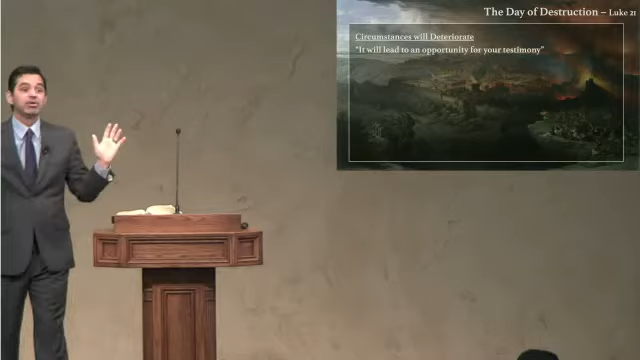 The Day of Destruction – Luke 21
Circumstances will Deteriorate
"It will lead to an opportunity for your testimony"